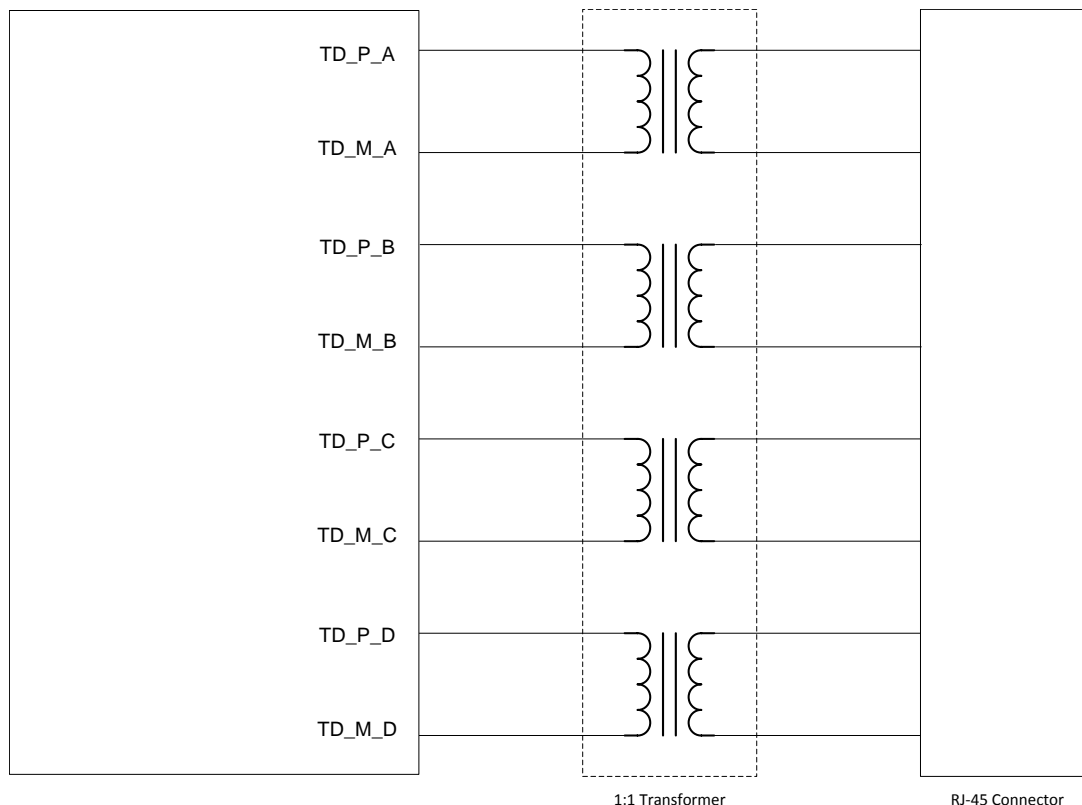 TD_P_A
TD_M_A
TD_P_B
TD_M_B
TD_P_C
TD_M_C
TD_P_D
TD_M_D
1:1 Transformer
RJ-45 Connector